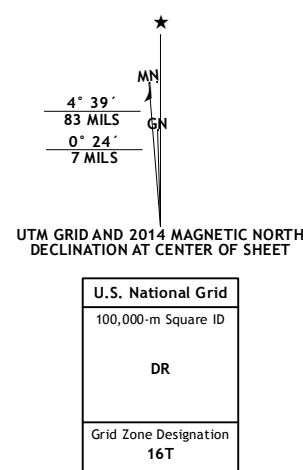 ★
MN
4° 39´
83 MILS
GN
0° 24´
7 MILS
UTM GRID AND 2014 MAGNETIC NORTH
DECLINATION AT CENTER OF SHEET
U.S. National Grid
100,000-m Square ID
DR
Grid Zone Designation
16T